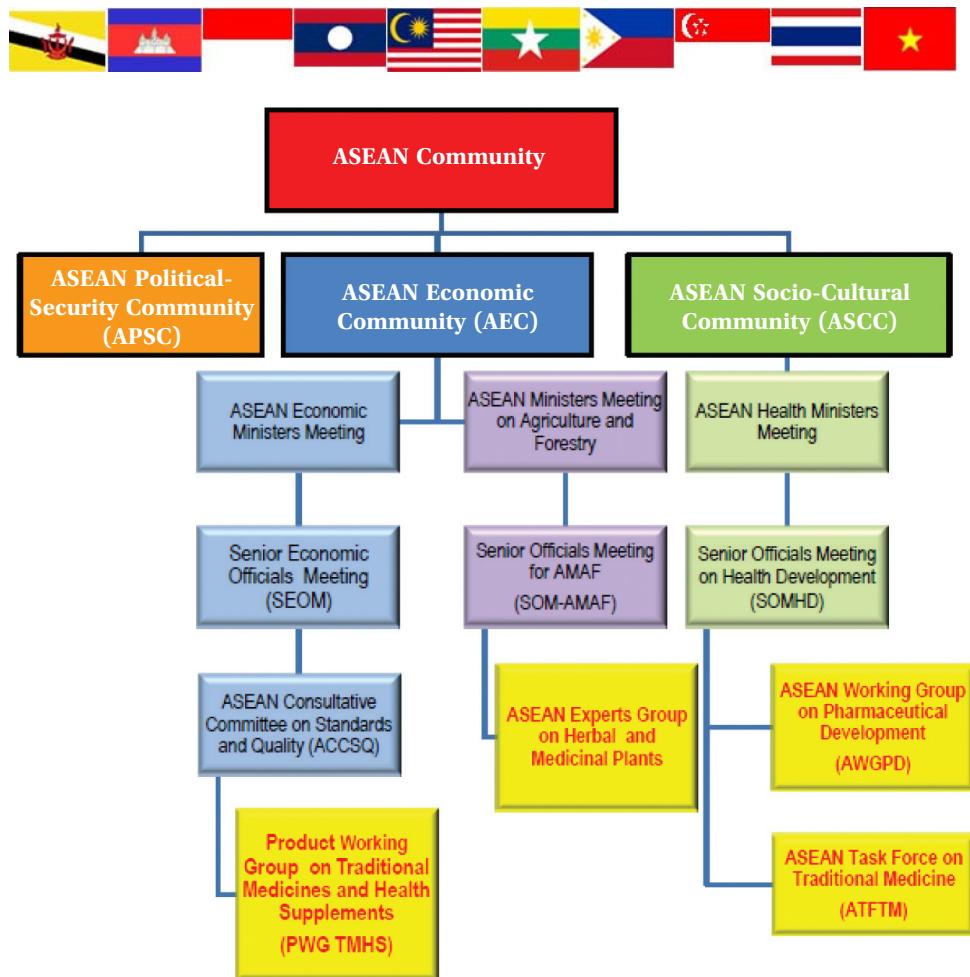 ASEAN Community
ASEAN Political-
Security Community
(APSC)
ASEAN Economic
Community (AEC)
ASEAN Socio-Cultural
Community (ASCC)
ASEAN Economic
Ministers Meeting
ASEAN Ministers Meeting
on Agriculture and
Forestry
ASEAN Health Ministers
Meeting
Senior Economic
Officials Meeting
(SEOM)
Senior Officials Meeting
for AMAF
(SOM-AMAF)
Senior Officials Meeting
on Health Development
(SOMHD)
ASEAN Consultative
Committee on Standards
and Quality (ACCSQ)
ASEAN Experts Group
on Herbal and
Medicinal Plants
ASEAN Working Group
on Pharmaceutical
Development
(AWGPD)
Product Working
Group on Traditional
Medicines and Health
Supplements
(PWG TMHS)
ASEAN Task Force on
Traditional Medicine
(ATFTM)